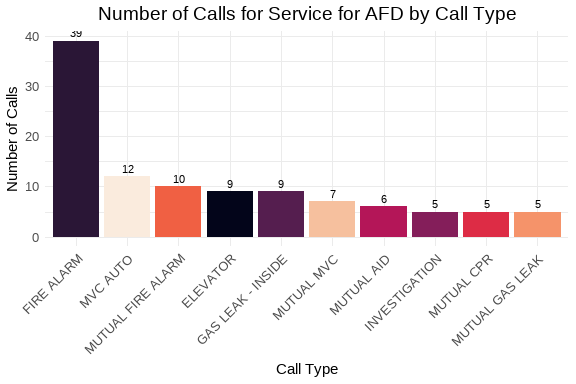 Number of Calls for Service for AFD by Call Type
Number of Calls
40
30
20
10
0
39
12
10
9
9
7
6
5
5
5
FIRE ALARM
MVC AUTO
MUTUAL FIRE ALARM
ELEVATOR
GAS LEAK - INSIDE
MUTUAL MVC
MUTUAL AID
INVESTIGATION
MUTUAL CPR
MUTUAL GAS LEAK
Call Type